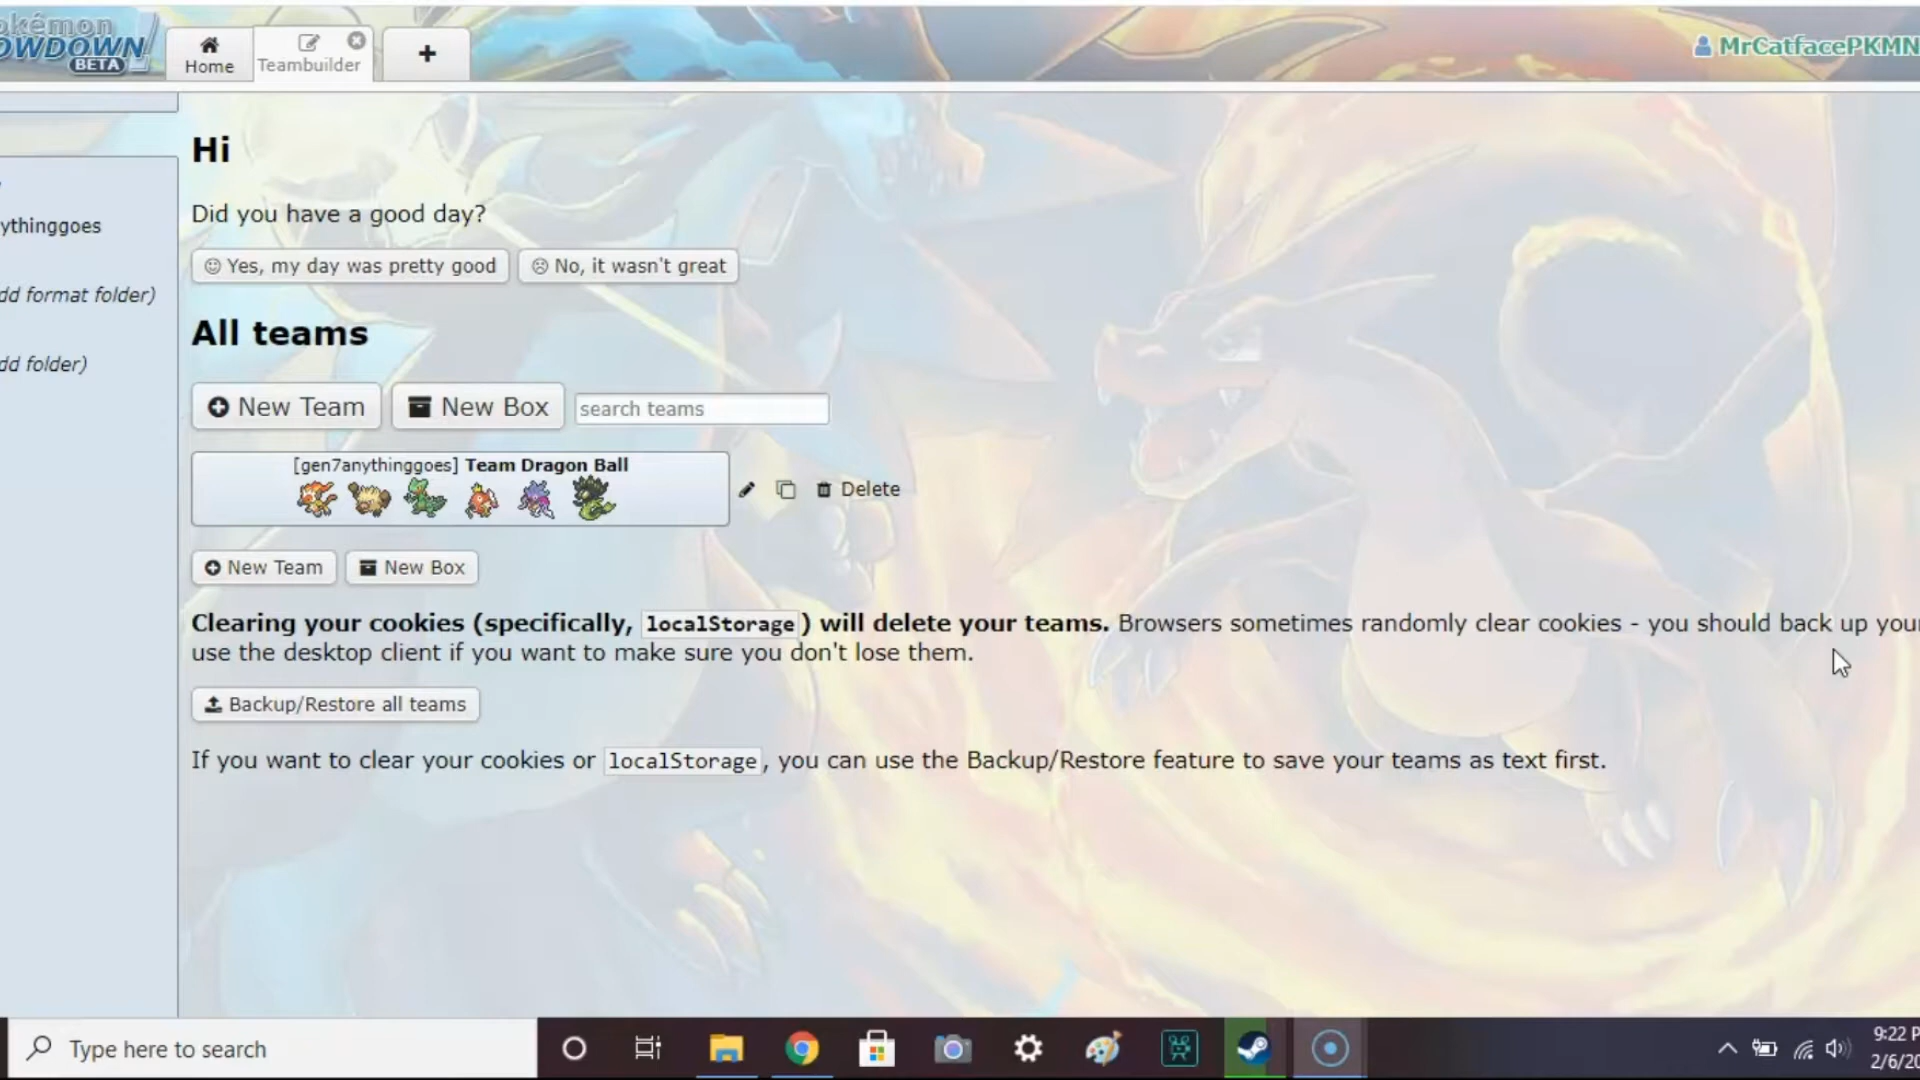 okémon
OWDOWN
BETA
Home
Teambuilder
+
MrCatfacePKMN
Hi
Did you have a good day?
Yes, my day was pretty good
No, it wasn't great
ythinggoes
dd format folder)
dd folder)
All teams
New Team
New Box
search teams
[gen7anythinggoes] Team Dragon Ball
Delete
New Team
New Box
Clearing your cookies (specifically, localStorage) will delete your teams. Browsers sometimes randomly clear cookies - you should back up your
use the desktop client if you want to make sure you don't lose them.
Backup/Restore all teams
If you want to clear your cookies or localStorage, you can use the Backup/Restore feature to save your teams as text first.
Type here to search
9:22 P
2/6/20